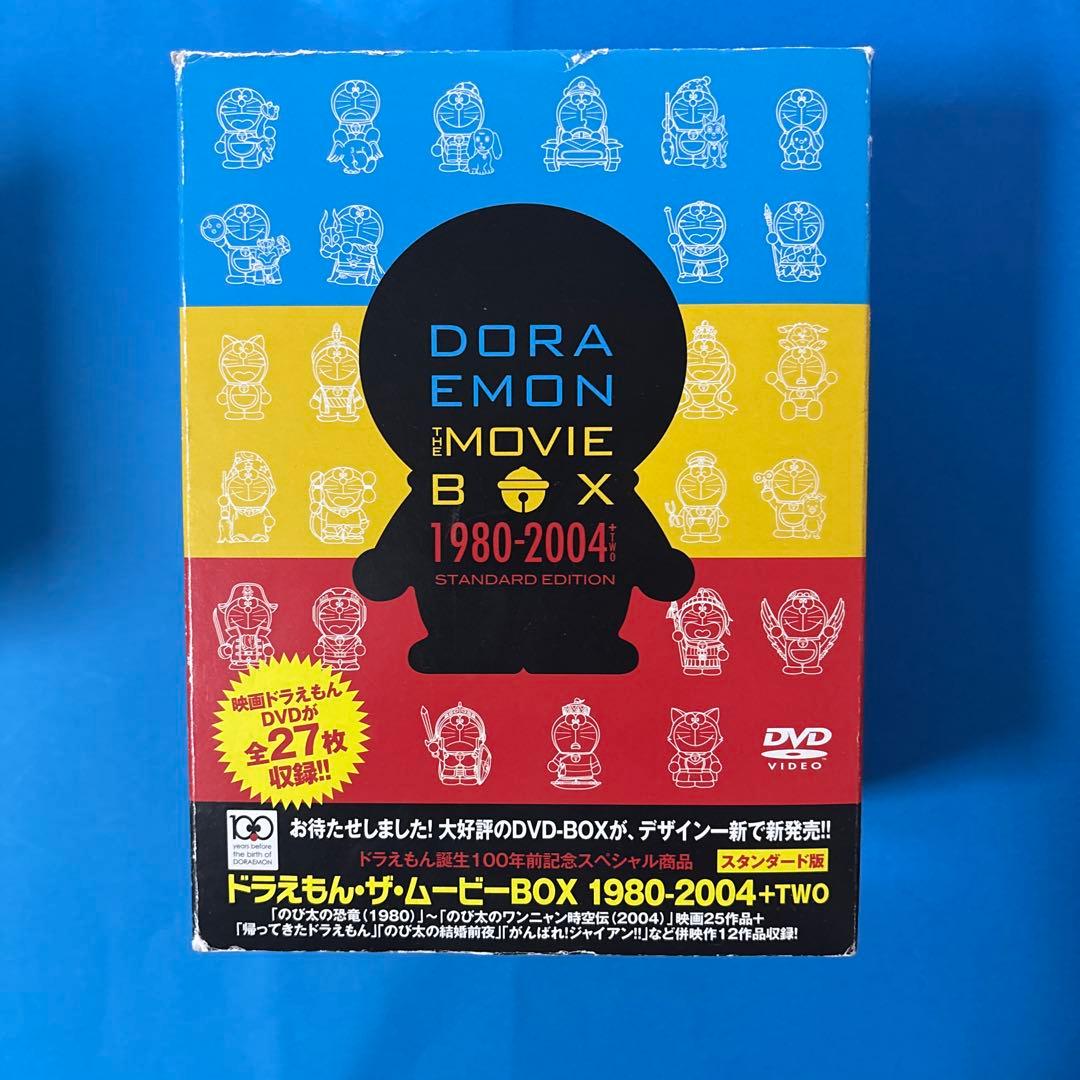 DORA
EMON
THE MOVIE
BOX
1980-2004 +TWO
STANDARD EDITION
映画ドラえもん
DVDが
全27枚
収録!!
DVD
VIDEO
100
years before
the birth of
DORAEMON
お待たせしました! 大好評のDVD-BOXが、デザイン一新で新発売!!
ドラえもん誕生100年前記念スペシャル商品 スタンダード版
ドラえもん・ザ・ムービーBOX 1980-2004+TWO
「のび太の恐竜(1980)」~「のび太のワンニャン時空伝(2004)」映画25作品+
「帰ってきたドラえもん」「のび太の結婚前夜」「がんばれ!ジャイアン!!」など併映作12作品収録!